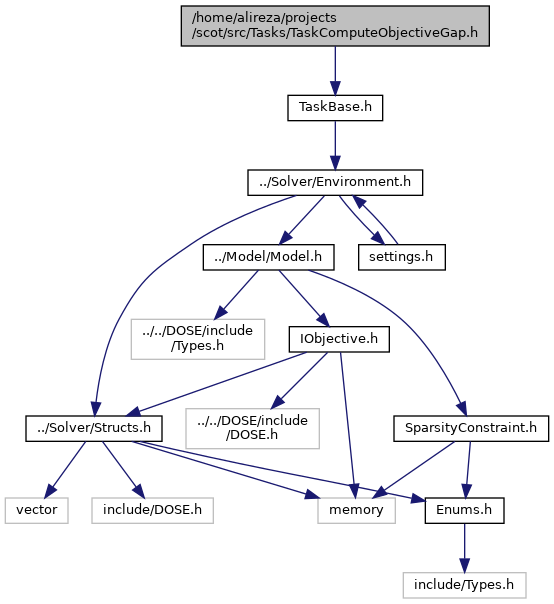 /home/alireza/projects
/scot/src/Tasks/TaskComputeObjectiveGap.h
TaskBase.h
../Solver/Environment.h
../Model/Model.h
settings.h
../../DOSE/include
/Types.h
IObjective.h
../Solver/Structs.h
../../DOSE/include
/DOSE.h
SparsityConstraint.h
vector
include/DOSE.h
memory
Enums.h
include/Types.h